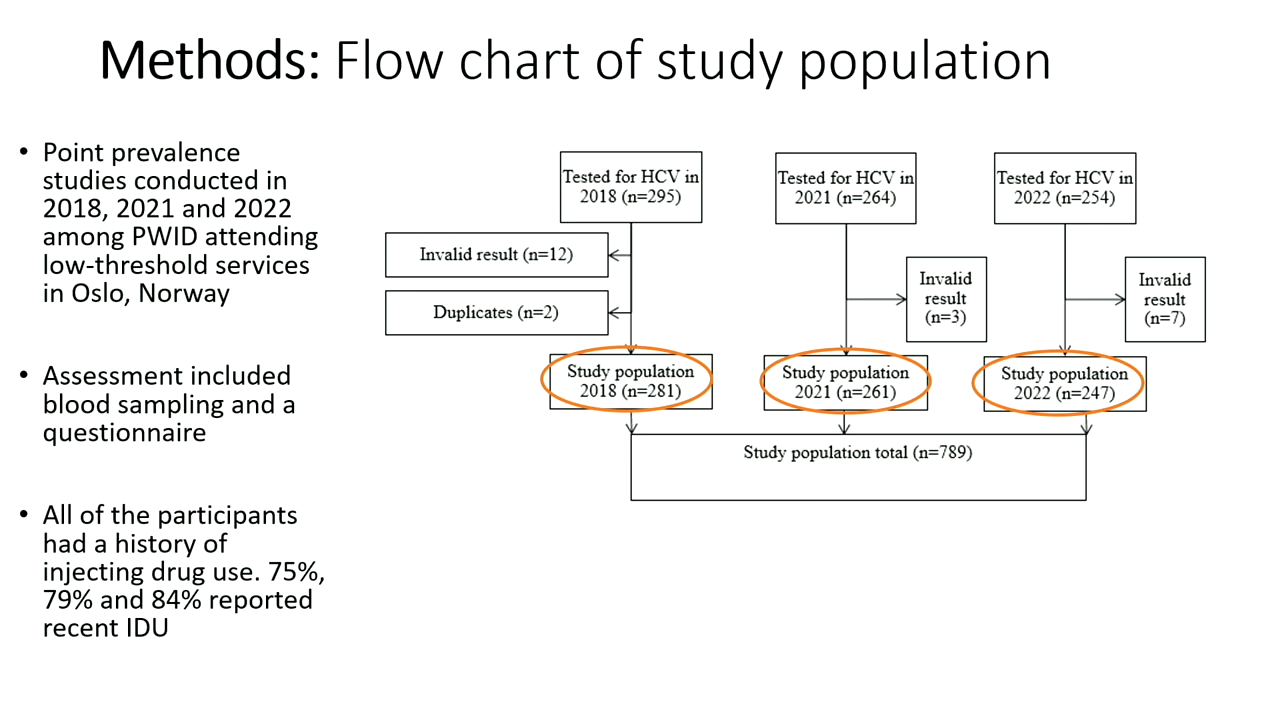 Methods: Flow chart of study population
• Point prevalence
studies conducted in
2018, 2021 and 2022
among PWID attending
low-threshold services
in Oslo, Norway
• Assessment included
blood sampling and a
questionnaire
• All of the participants
had a history of
injecting drug use. 75%,
79% and 84% reported
recent IDU
Tested for HCV in
2018 (n=295)
Tested for HCV in
2021 (n=264)
Tested for HCV in
2022 (n=254)
Invalid result (n=12)
Duplicates (n=2)
Invalid
result
(n=3)
Invalid
result
(n=7)
Study population
2018 (n=281)
Study population
2021 (n=261)
Study population
2022 (n=247)
Study population total (n=789)